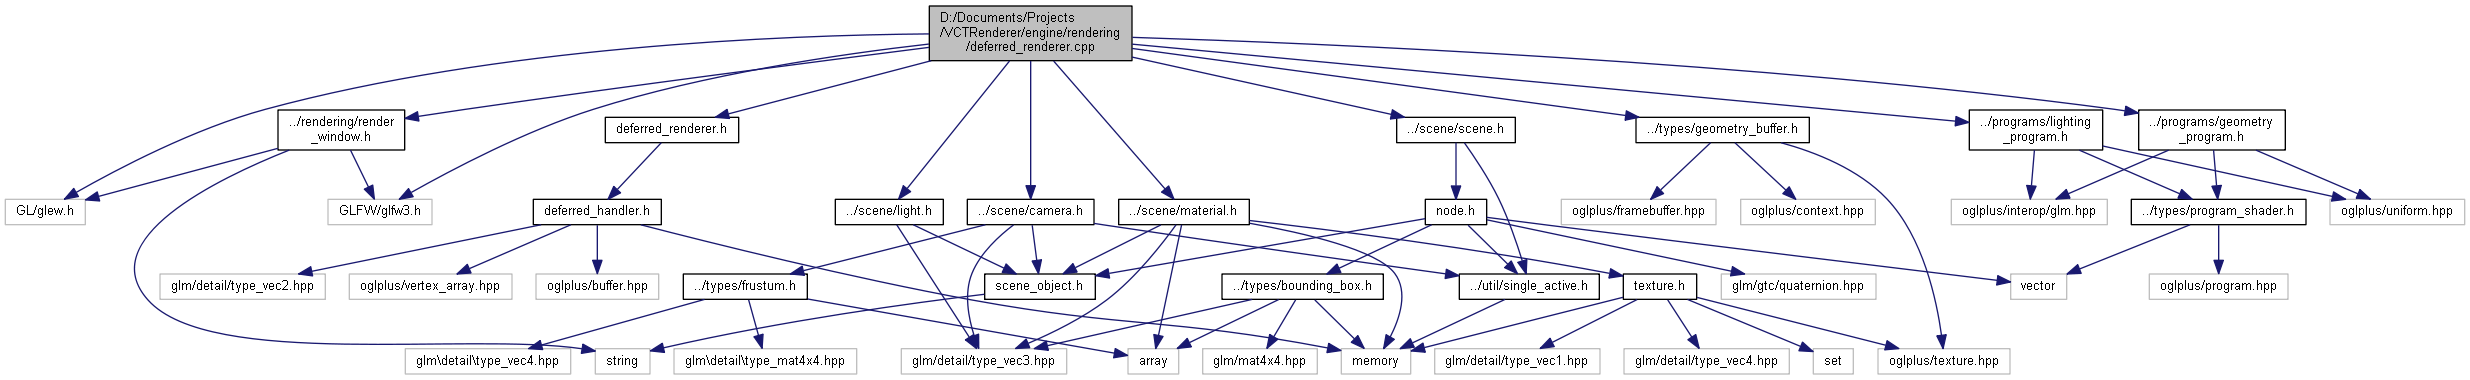 D:/Documents/Projects
/VCTRenderer/engine/rendering
/deferred_renderer.cpp
../rendering/render
_window.h
deferred_renderer.h
../scene/scene.h
../types/geometry_buffer.h
../programs/lighting
_program.h
../programs/geometry
_program.h
GL/glew.h
GLFW/glfw3.h
deferred_handler.h
../scene/light.h
../scene/camera.h
../scene/material.h
node.h
oglplus/framebuffer.hpp
oglplus/context.hpp
oglplus/interop/glm.hpp
../types/program_shader.h
oglplus/uniform.hpp
glm/detail/type_vec2.hpp
oglplus/vertex_array.hpp
oglplus/buffer.hpp
../types/frustum.h
scene_object.h
../types/bounding_box.h
../util/single_active.h
texture.h
glm/gtc/quaternion.hpp
vector
oglplus/program.hpp
glm\detail\type_vec4.hpp
string
glm\detail\type_mat4x4.hpp
glm/detail/type_vec3.hpp
array
glm/mat4x4.hpp
memory
glm/detail/type_vec1.hpp
glm/detail/type_vec4.hpp
set
oglplus/texture.hpp